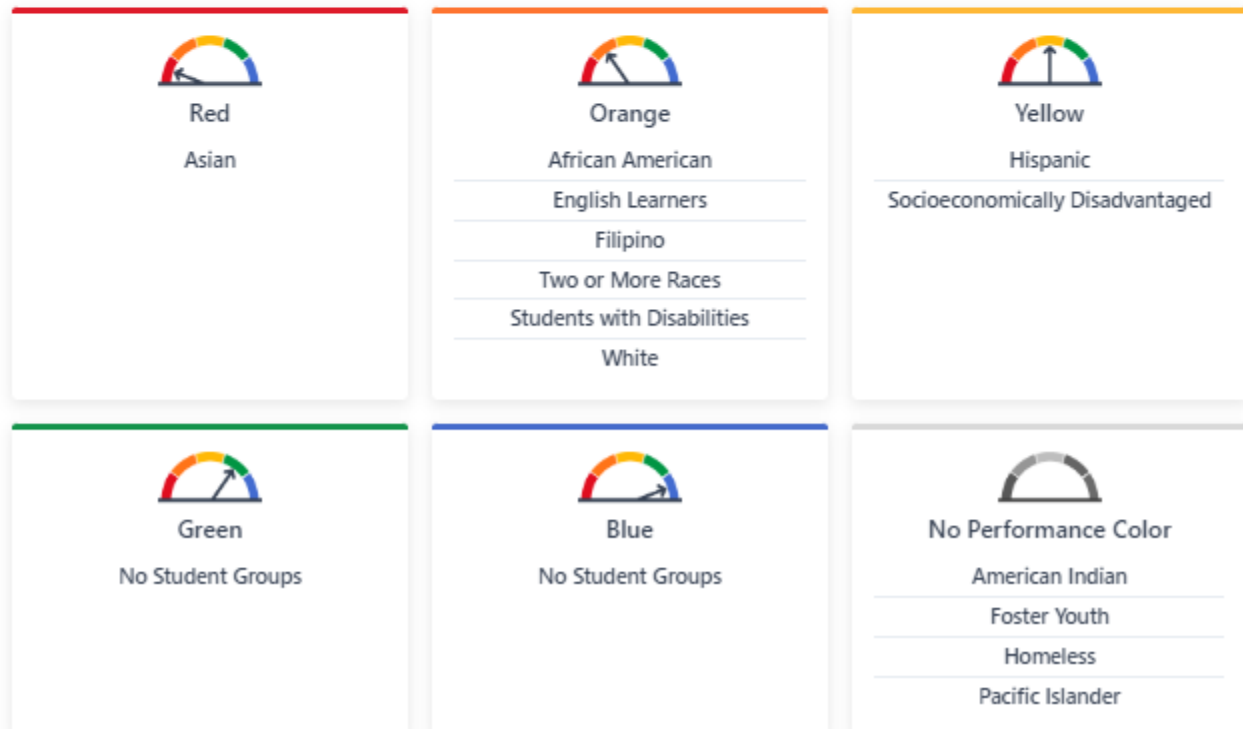 Red
Asian
Orange
African American
English Learners
Filipino
Two or More Races
Students with Disabilities
White
Yellow
Hispanic
Socioeconomically Disadvantaged
Green
No Student Groups
Blue
No Student Groups
No Performance Color
American Indian
Foster Youth
Homeless
Pacific Islander